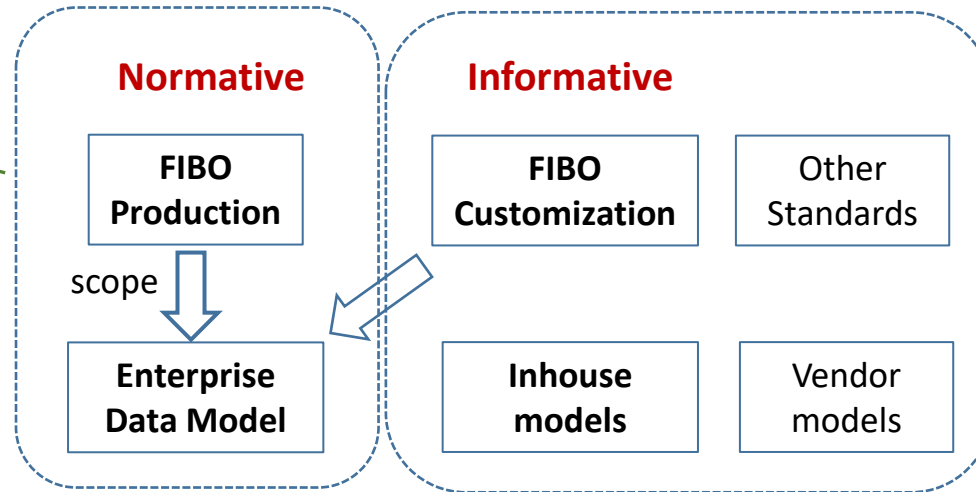 Normative
FIBO
Production
scope
Enterprise
Data Model
Informative
FIBO
Customization
Other
Standards
Inhouse
models
Vendor
models